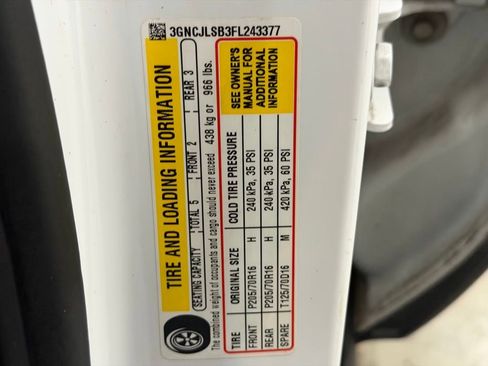 3GNCJLSB3FL243377
TIRE AND LOADING INFORMATION
SEATING CAPACITY TOTAL 5 FRONT 2 REAR 3
The combined weight of occupants and cargo should never exceed 438 kg or 966 lbs.
TIRE ORIGINAL SIZE COLD TIRE PRESSURE
FRONT P205/70R16 H 240 kPa, 35 PSI
REAR P205/70R16 H 240 kPa, 35 PSI
SPARE T125/70D16 M 420 kPa, 60 PSI
SEE OWNER'S
MANUAL FOR
ADDITIONAL
INFORMATION